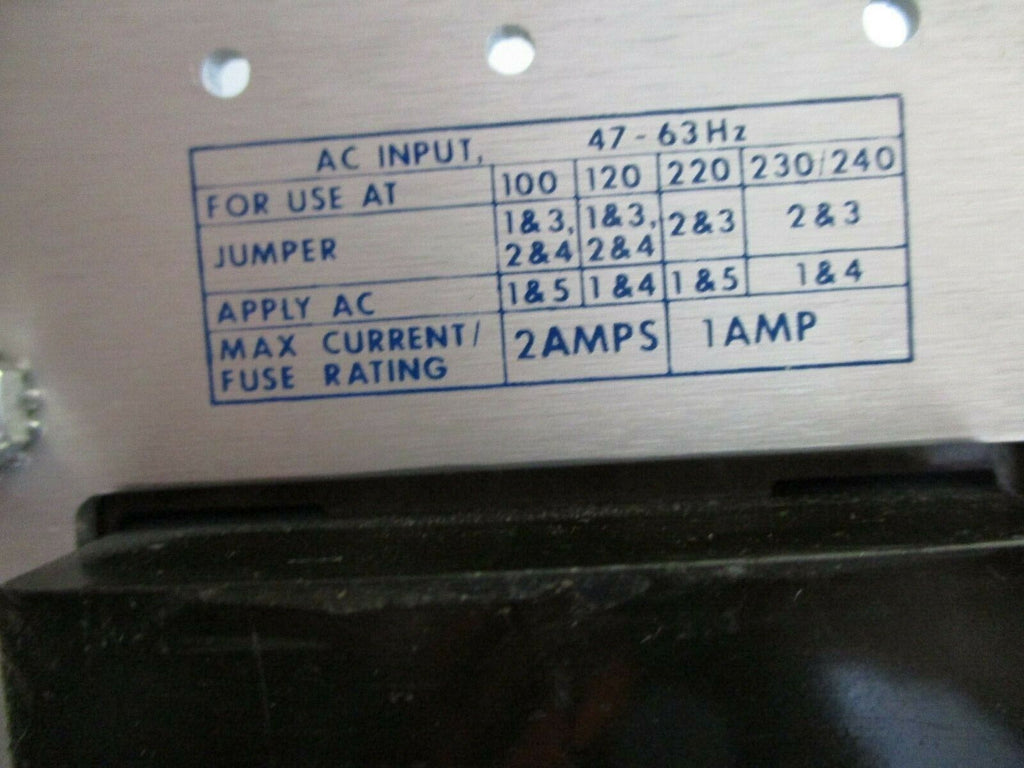 AC INPUT, 47-63Hz
FOR USE AT 100 120 220 230/240
JUMPER 1&3, 2&4 1&3, 2&4 2&3 2&3
APPLY AC 1&5 1&4 1&5 1&4
MAX CURRENT/
FUSE RATING 2AMPS 1AMP